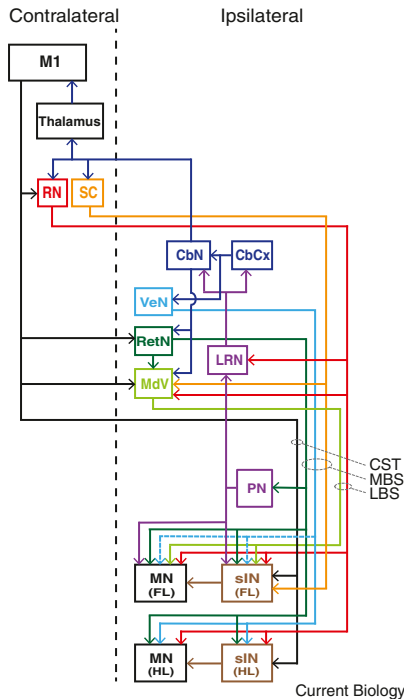 Contralateral Ipsilateral
M1
Thalamus
RN SC
CbN CbCx
VeN
RetN
LRN
MdV
CST
MBS
LBS
PN
MN sIN
(FL) (FL)
MN sIN
(HL) (HL)
Current Biology